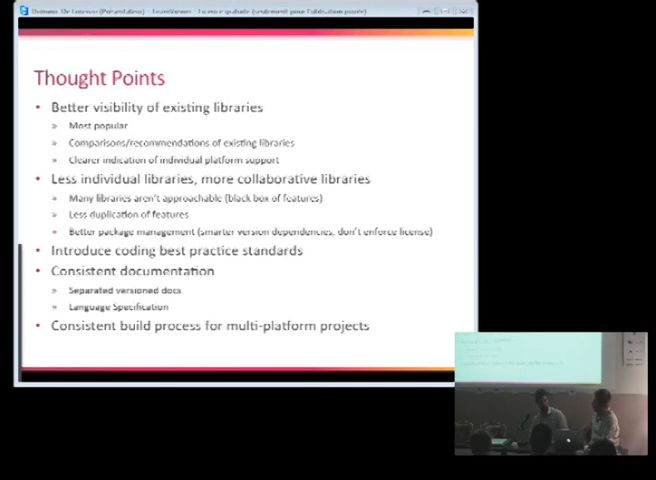 Thought Points
• Better visibility of existing libraries
» Most popular
» Comparisons/recommendations of existing libraries
» Clearer indication of individual platform support
• Less individual libraries, more collaborative libraries
» Many libraries aren't approachable (black box of features)
» Less duplication of features
» Better package management (smarter version dependencies, don't enforce license)
• Introduce coding best practice standards
• Consistent documentation
» Separated versioned docs
» Language Specification
• Consistent build process for multi-platform projects